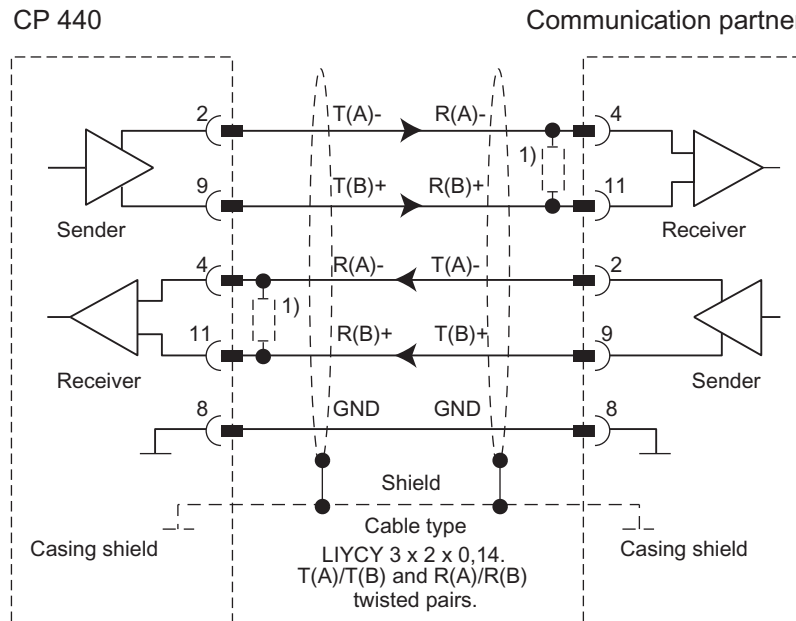 CP 440
Communication partner
2 T(A)- R(A)- 4
1)
9 T(B)+ R(B)+ 11
Sender Receiver
4 R(A)- T(A)- 2
1)
11 R(B)+ T(B)+ 9
Receiver Sender
8 GND GND 8
Shield
Cable type
Casing shield LIYCY 3 x 2 x 0,14. Casing shield
T(A)/T(B) and R(A)/R(B)
twisted pairs.